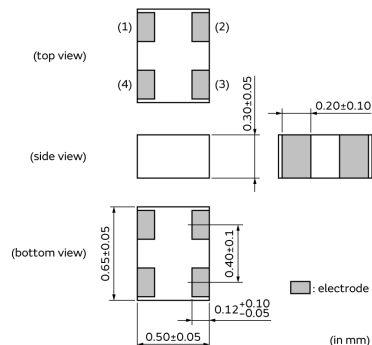 (1) (2)
(top view)
(4) (3)
0.30±0.05
0.20±0.10
(side view)
(bottom view)
0.65±0.05
0.40±0.1
: electrode
0.12+0.10
−0.05
0.50±0.05
(in mm)